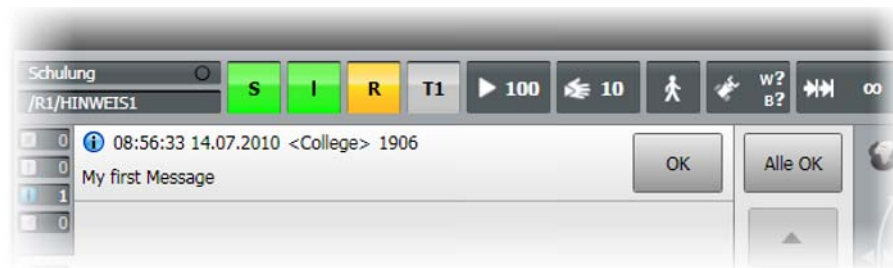 Schulung
/R1/HINWEIS1
S I R T1 100 10 W? B? ∞
0
0
1
0
08:56:33 14.07.2010 <College> 1906
My first Message
OK
Alle OK